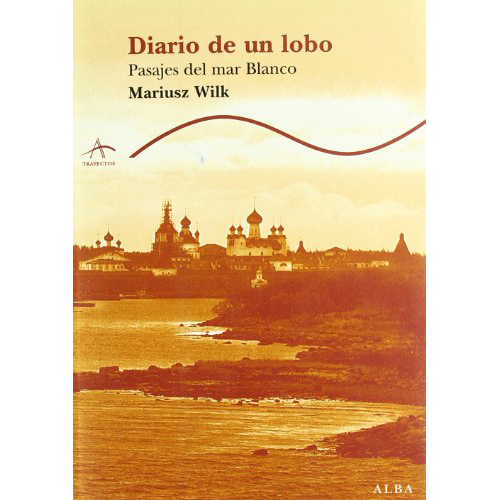 Diario de un lobo
Pasajes del mar Blanco
Mariusz Wilk
TRAYECTOS
ALBA